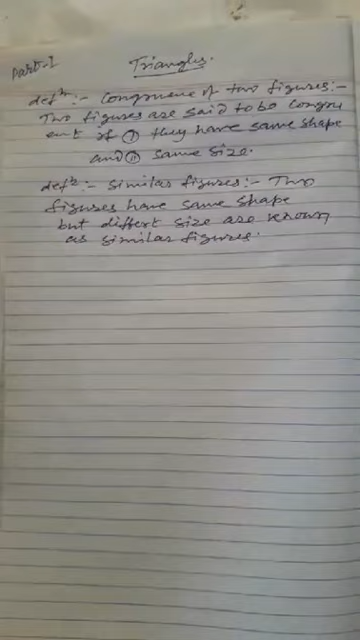 Part-I
Triangles.
defⁿ:- Congruence of two figures:-
Two figures are said to be congru
ent if ① they have same shape
and ② same size.
defⁿ:- Similar figures:- Two
figures have same shape
but differt size are known
as similar figures.